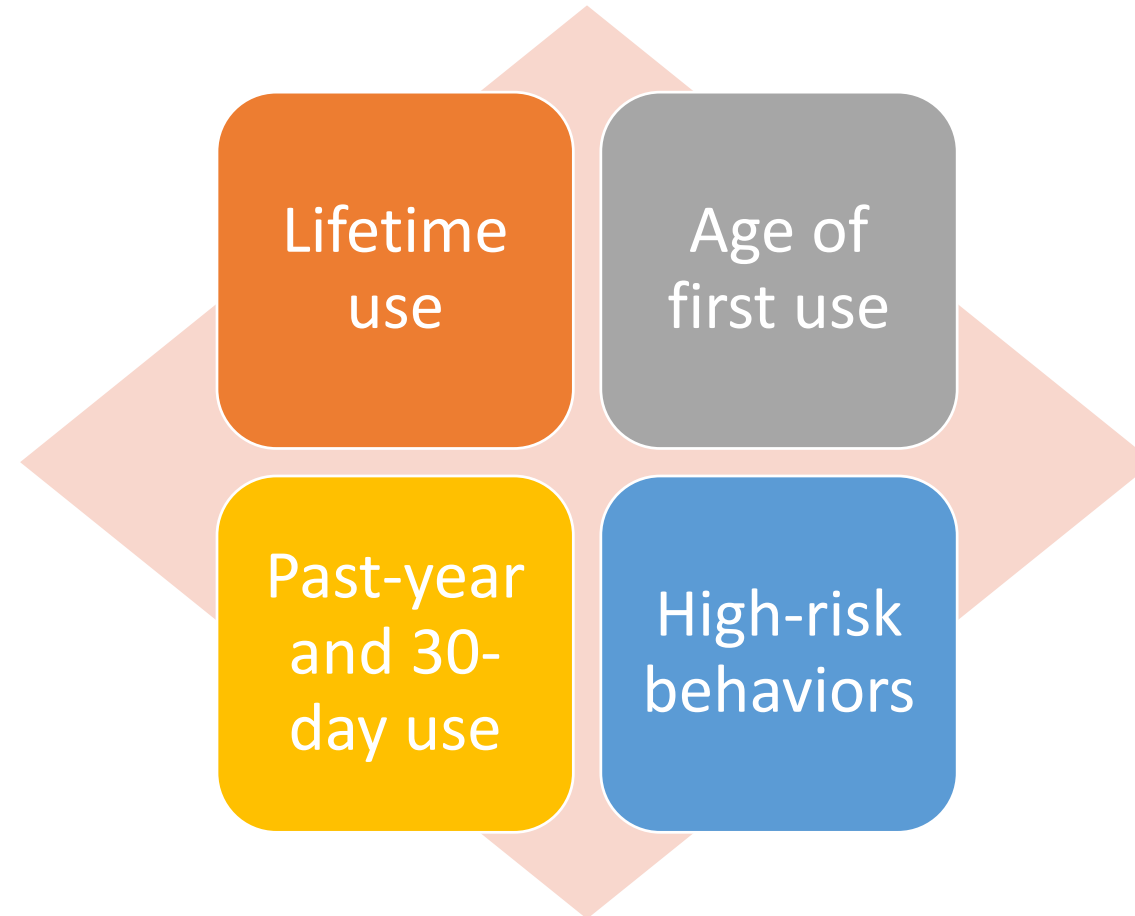 Lifetime
use
Age of
first use
Past-year
and 30-
day use
High-risk
behaviors